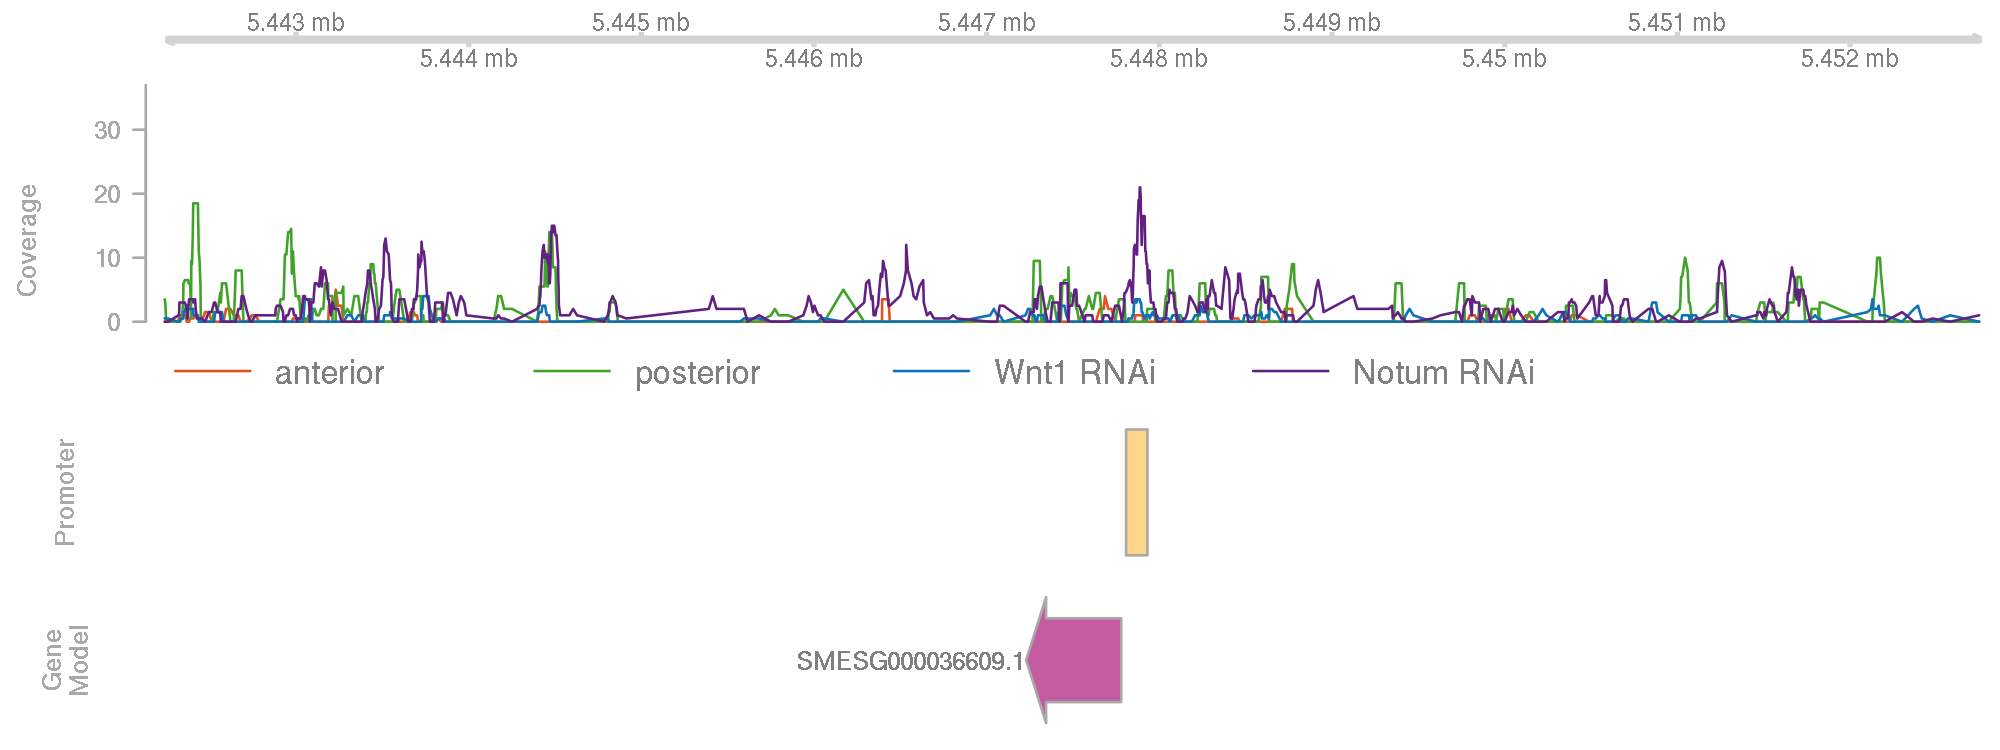 5.443 mb 5.445 mb 5.447 mb 5.449 mb 5.451 mb
5.444 mb 5.446 mb 5.448 mb 5.45 mb 5.452 mb
Coverage
30
20
10
0
anterior posterior Wnt1 RNAi Notum RNAi
Promoter
Gene
Model
SMESG000036609.1